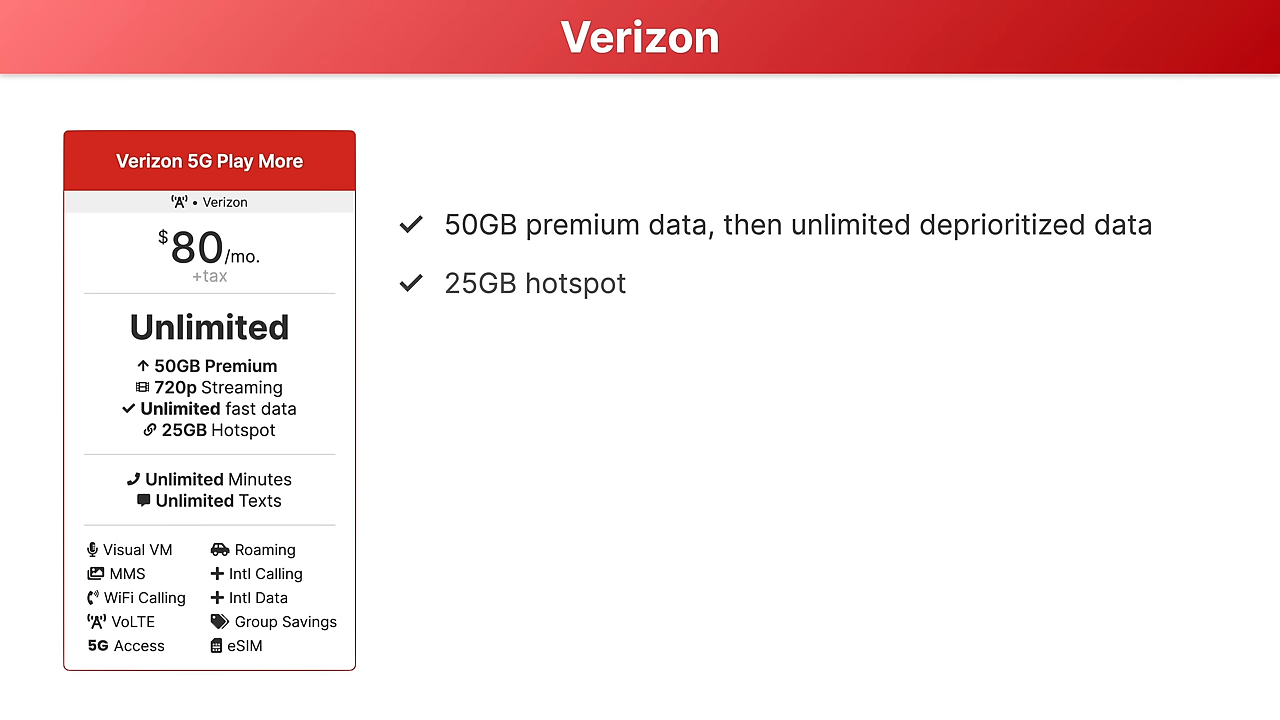 Verizon
Verizon 5G Play More
• Verizon
$80/mo.
+tax
Unlimited
50GB Premium
720p Streaming
Unlimited fast data
25GB Hotspot
Unlimited Minutes
Unlimited Texts
Visual VM
Roaming
MMS
Intl Calling
WiFi Calling
Intl Data
VoLTE
Group Savings
5G Access
eSIM
50GB premium data, then unlimited deprioritized data
25GB hotspot